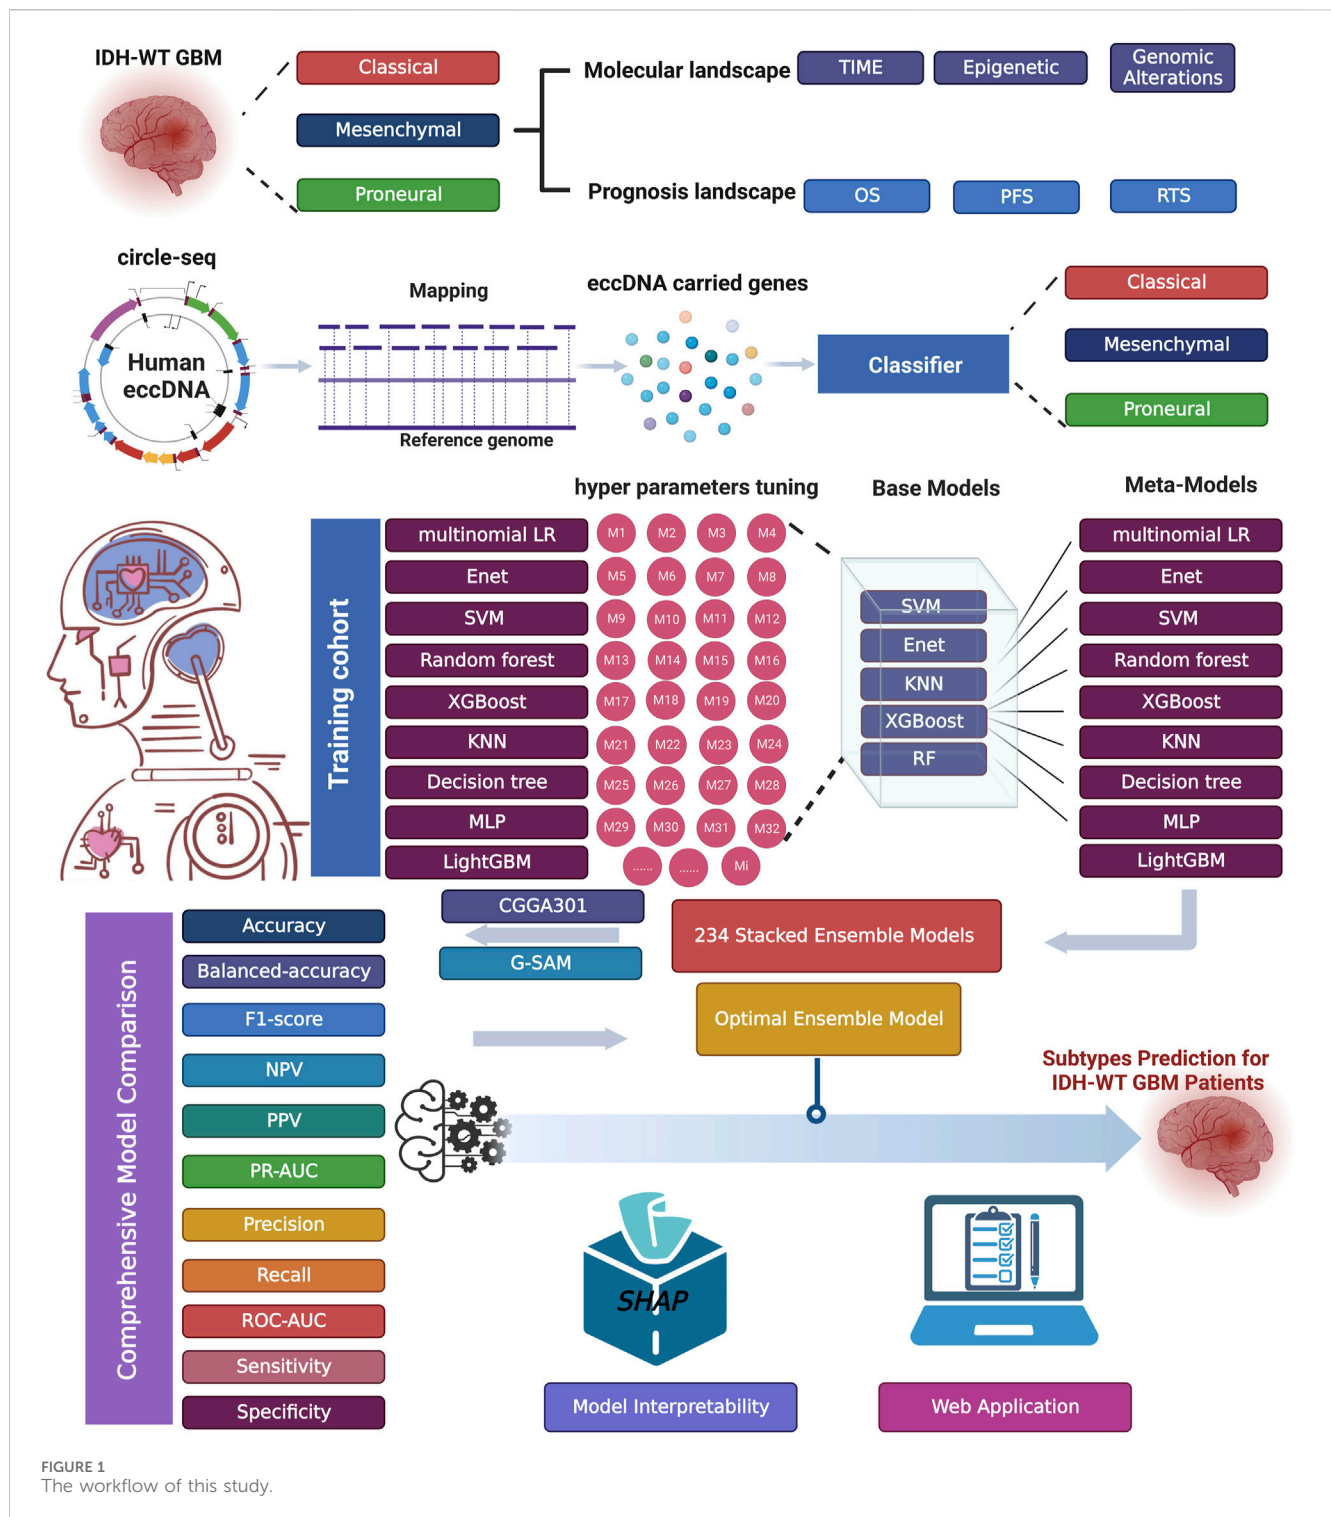 IDH-WT GBM
Classical
Mesenchymal
Proneural
Molecular landscape
TIME
Epigenetic
Genomic
Alterations
Prognosis landscape
OS
PFS
RTS
circle-seq
Human
eccDNA
Mapping
Reference genome
eccDNA carried genes
Classifier
Classical
Mesenchymal
Proneural
Training cohort
multinomial LR
Enet
SVM
Random forest
XGBoost
KNN
Decision tree
MLP
LightGBM
hyper parameters tuning
M1 M2 M3 M4
M5 M6 M7 M8
M9 M10 M11 M12
M13 M14 M15 M16
M17 M18 M19 M20
M21 M22 M23 M24
M25 M26 M27 M28
M29 M30 M31 M32
...... ...... Mi
Base Models
SVM
Enet
KNN
XGBoost
RF
Meta-Models
multinomial LR
Enet
SVM
Random forest
XGBoost
KNN
Decision tree
MLP
LightGBM
CGGA301
G-SAM
234 Stacked Ensemble Models
Optimal Ensemble Model
Comprehensive Model Comparison
Accuracy
Balanced-accuracy
F1-score
NPV
PPV
PR-AUC
Precision
Recall
ROC-AUC
Sensitivity
Specificity
Subtypes Prediction for
IDH-WT GBM Patients
SHAP
Model Interpretability
Web Application
FIGURE 1
The workflow of this study.